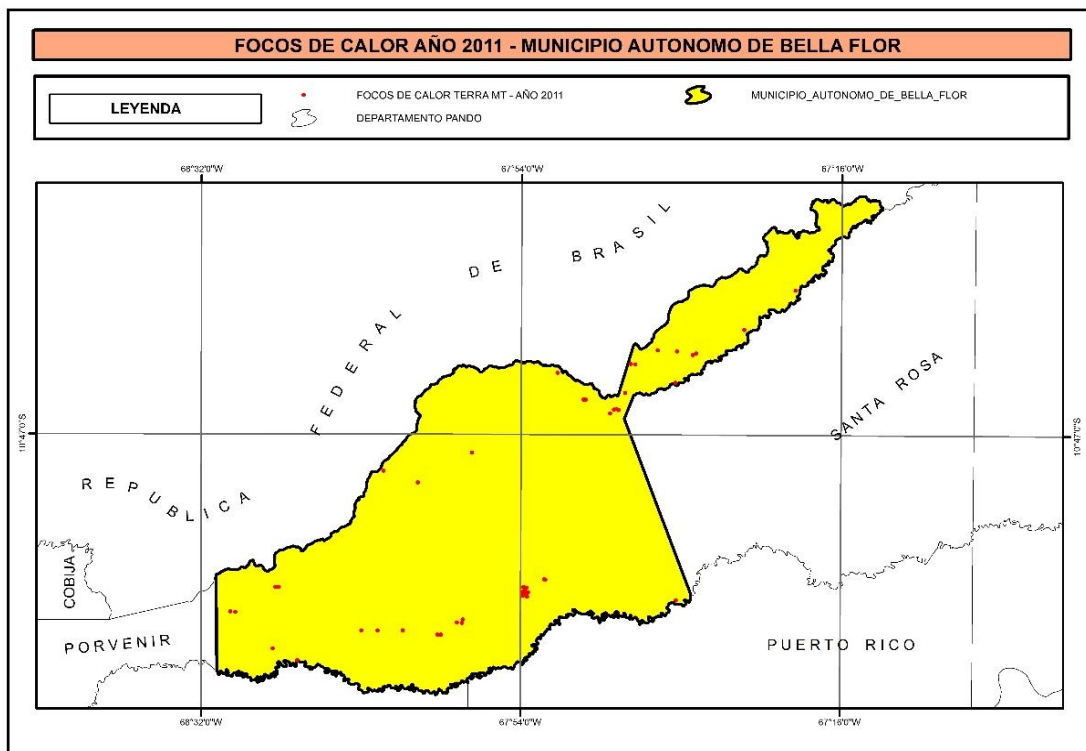 FOCOS DE CALOR AÑO 2011 - MUNICIPIO AUTONOMO DE BELLA FLOR
LEYENDA
FOCOS DE CALOR TERRA MT - AÑO 2011
DEPARTAMENTO PANDO
MUNICIPIO_AUTONOMO_DE_BELLA_FLOR
68°32'0"W
67°54'0"W
67°16'0"W
REPUBLICA FEDERAL DE BRASIL
10°47'0"S
10°47'0"S
SANTA ROSA
COBIJA
PORVENIR
PUERTO RICO
68°32'0"W
67°54'0"W
67°16'0"W